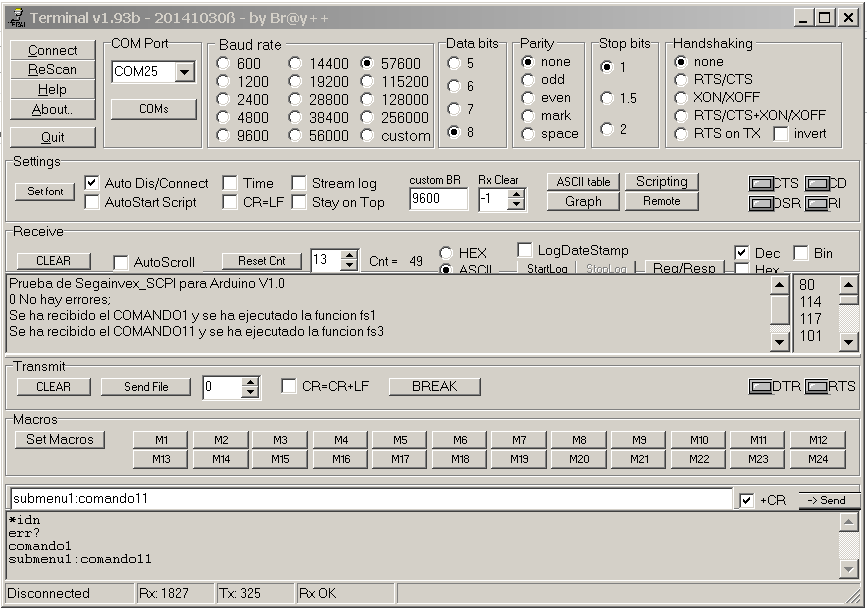 Terminal v1.93b - 20141030ß - by Br@y++
Connect
ReScan
Help
About..
Quit
COM Port
COM25
COMs
Baud rate
600 14400 57600
1200 19200 115200
2400 28800 128000
4800 38400 256000
9600 56000 custom
Data bits
5
6
7
8
Parity
none
odd
even
mark
space
Stop bits
1
1.5
2
Handshaking
none
RTS/CTS
XON/XOFF
RTS/CTS+XON/XOFF
RTS on TX invert
Settings
Set font
Auto Dis/Connect Time Stream log
AutoStart Script CR=LF Stay on Top
custom BR
9600
Rx Clear
-1
ASCII table Scripting
Graph Remote
CTS CD
DSR RI
Receive
CLEAR AutoScroll Reset Cnt 13 Cnt = 49
HEX
ASCII
LogDateStamp
StartLog StopLog Req/Resp
Dec Bin
Hex
Prueba de Segainvex_SCPI para Arduino V1.0
0 No hay errores;
Se ha recibido el COMANDO1 y se ha ejecutado la funcion fs1
Se ha recibido el COMANDO11 y se ha ejecutado la funcion fs3
80
114
117
101
Transmit
CLEAR Send File 0 CR=CR+LF BREAK DTR RTS
Macros
Set Macros
M1 M2 M3 M4 M5 M6 M7 M8 M9 M10 M11 M12
M13 M14 M15 M16 M17 M18 M19 M20 M21 M22 M23 M24
submenu1:comando11 +CR -> Send
*idn
err?
comando1
submenu1:comando11
Disconnected Rx: 1827 Tx: 325 Rx OK